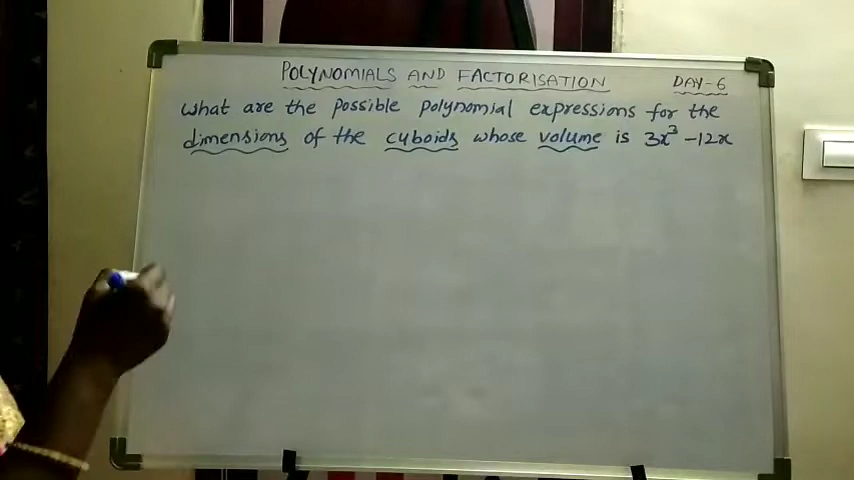 POLYNOMIALS AND FACTORISATION DAY-6
What are the possible polynomial expressions for the
dimensions of the cuboids whose volume is 3x³ -12x